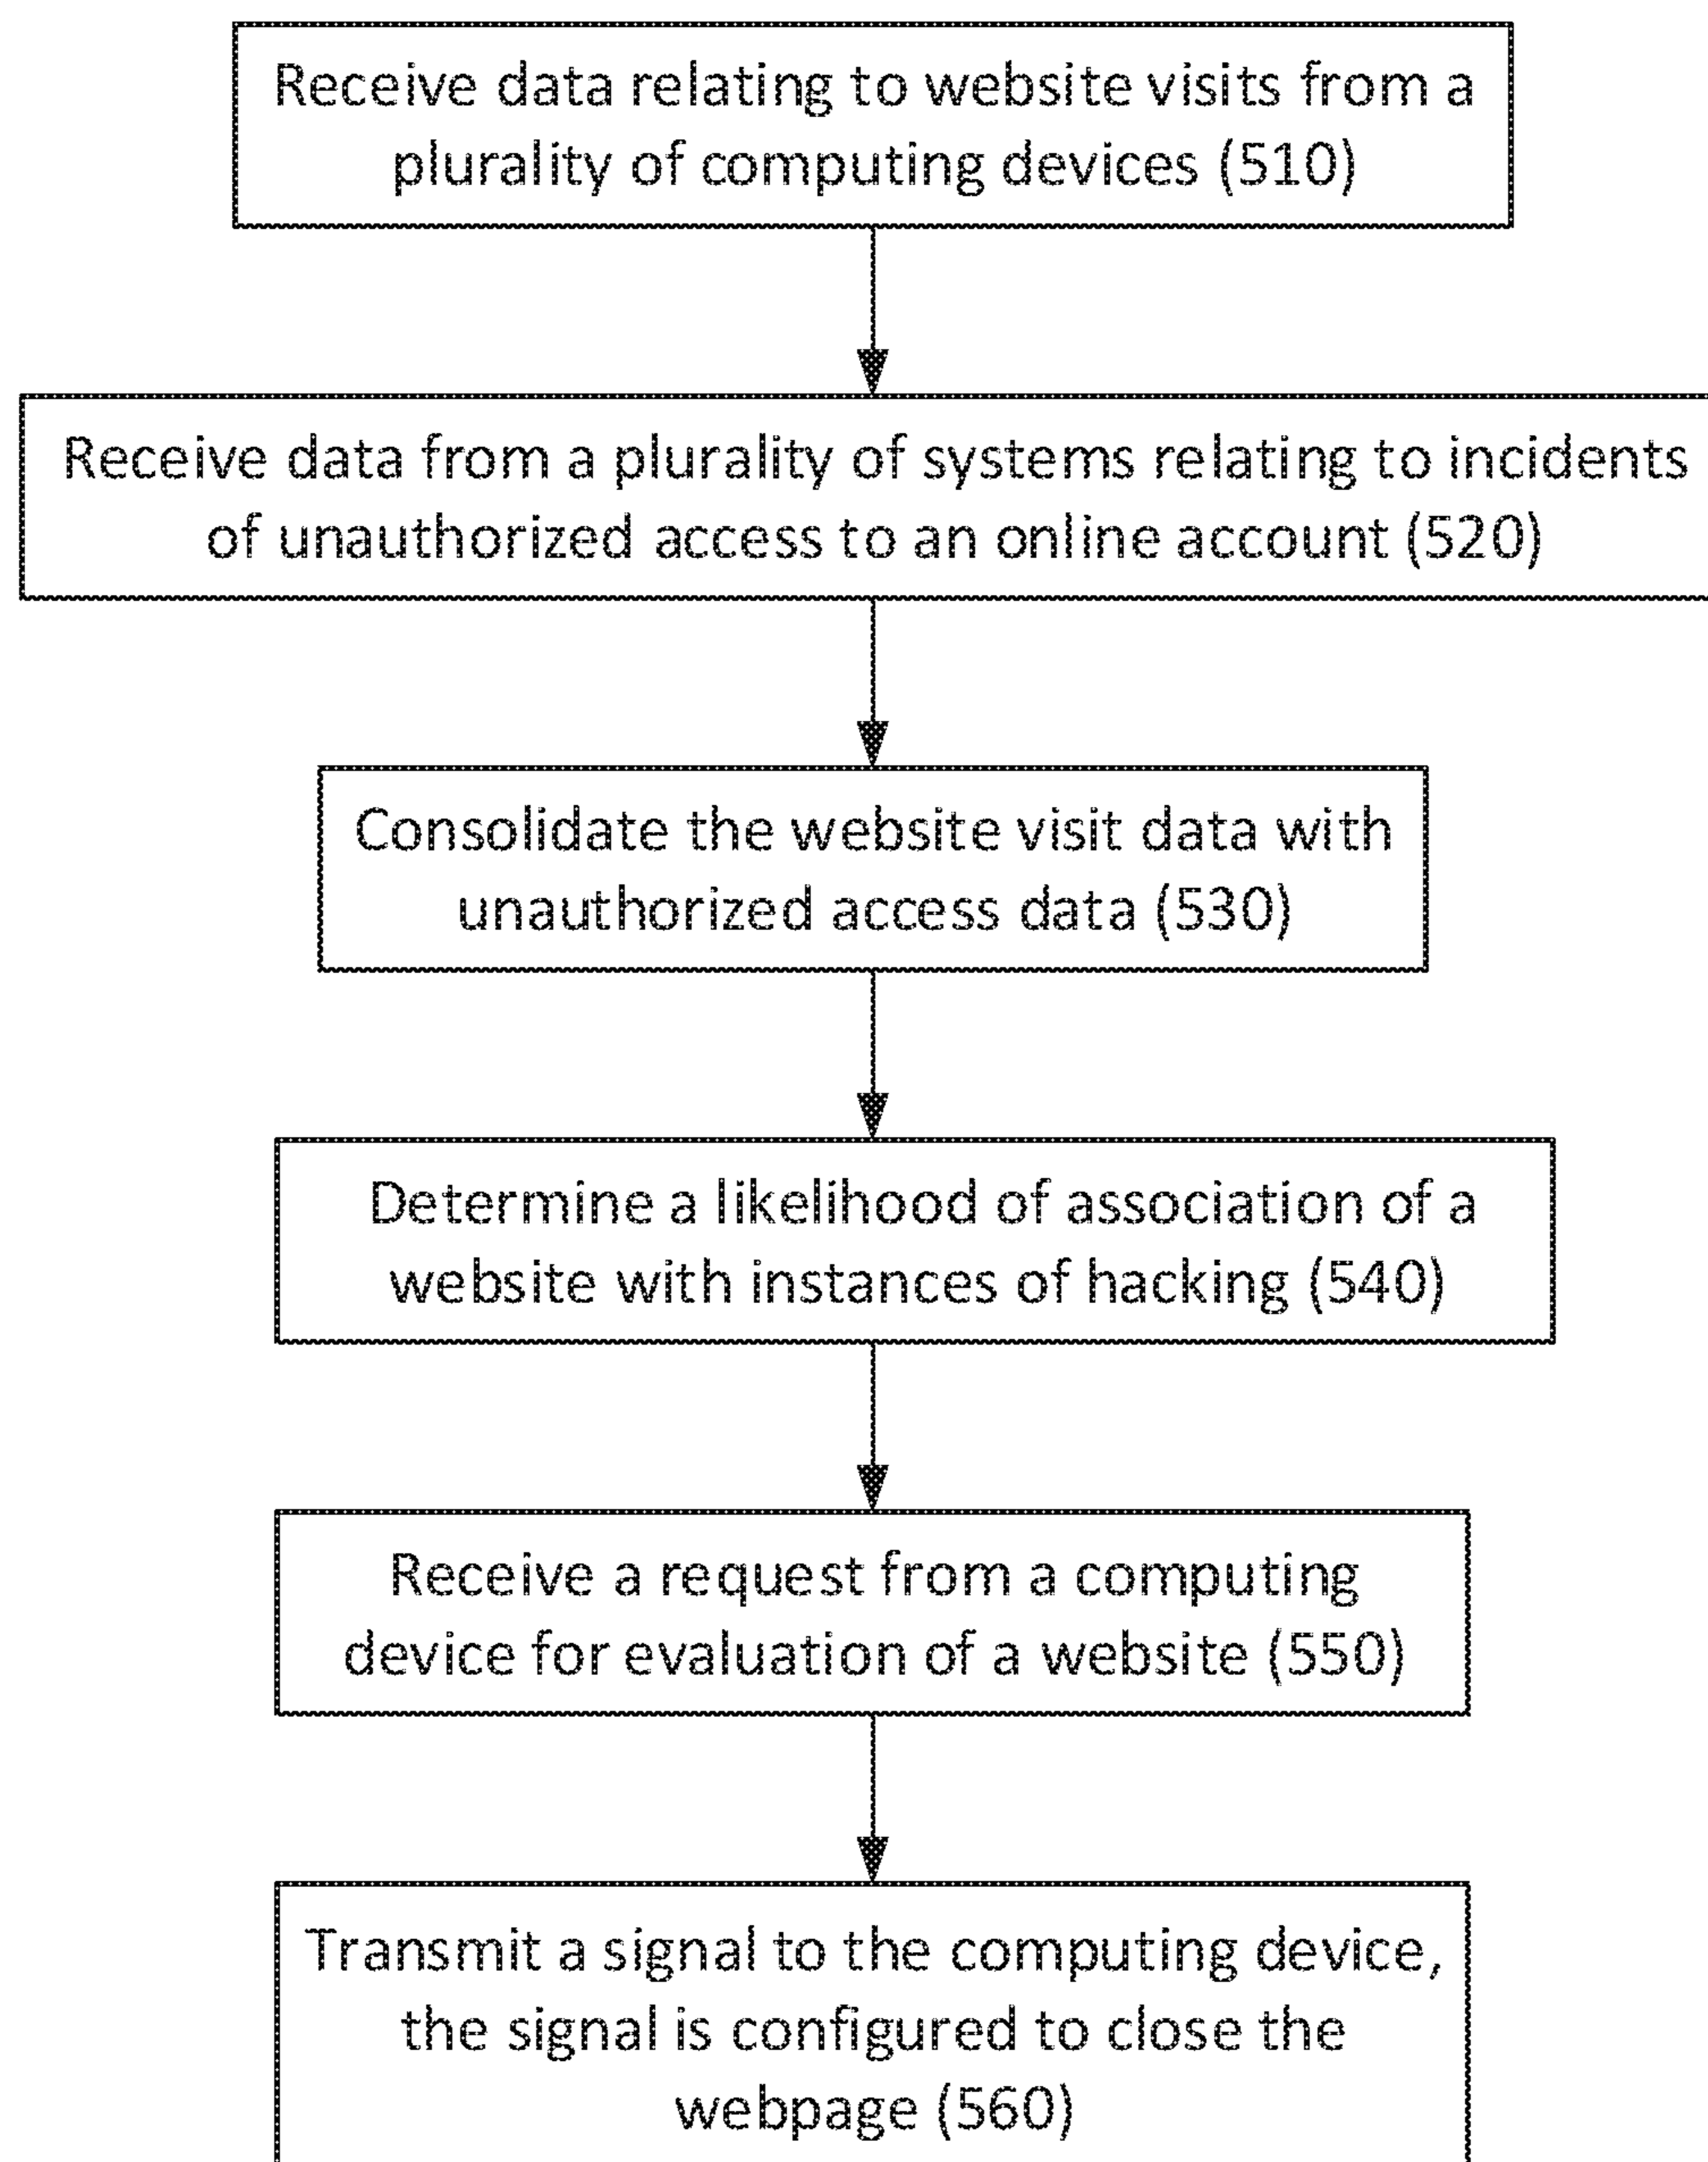 Receive data relating to website visits from a
plurality of computing devices (510)
Receive data from a plurality of systems relating to incidents
of unauthorized access to an online account (520)
Consolidate the website visit data with
unauthorized access data (530)
Determine a likelihood of association of a
website with instances of hacking (540)
Receive a request from a computing
device for evaluation of a website (550)
Transmit a signal to the computing device,
the signal is configured to close the
webpage (560)